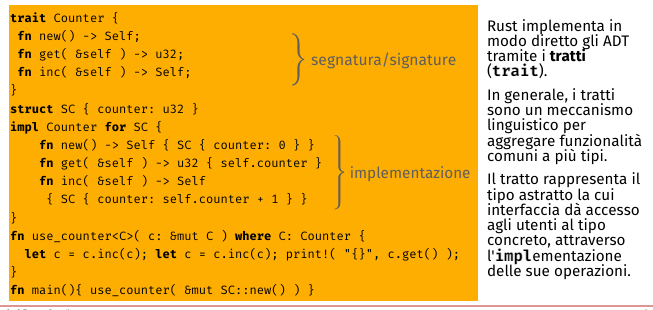 trait Counter {
fn new() -> Self;
fn get( &self ) -> u32;
fn inc( &self ) -> Self;
}
segnatura/signature
struct SC { counter: u32 }
impl Counter for SC {
fn new() -> Self { SC { counter: 0 } }
fn get( &self ) -> u32 { self.counter }
fn inc( &self ) -> Self
{ SC { counter: self.counter + 1 } }
}
implementazione
fn use_counter<C>( c: &mut C ) where C: Counter {
let c = c.inc(c); let c = c.inc(c); print!( "{}", c.get() );
}
fn main(){ use_counter( &mut SC::new() ) }
Rust implementa in
modo diretto gli ADT
tramite i tratti
(trait).
In generale, i tratti
sono un meccanismo
linguistico per
aggregare funzionalità
comuni a più tipi.
Il tratto rappresenta il
tipo astratto la cui
interfaccia dà accesso
agli utenti al tipo
concreto, attraverso
l'implementazione
delle sue operazioni.